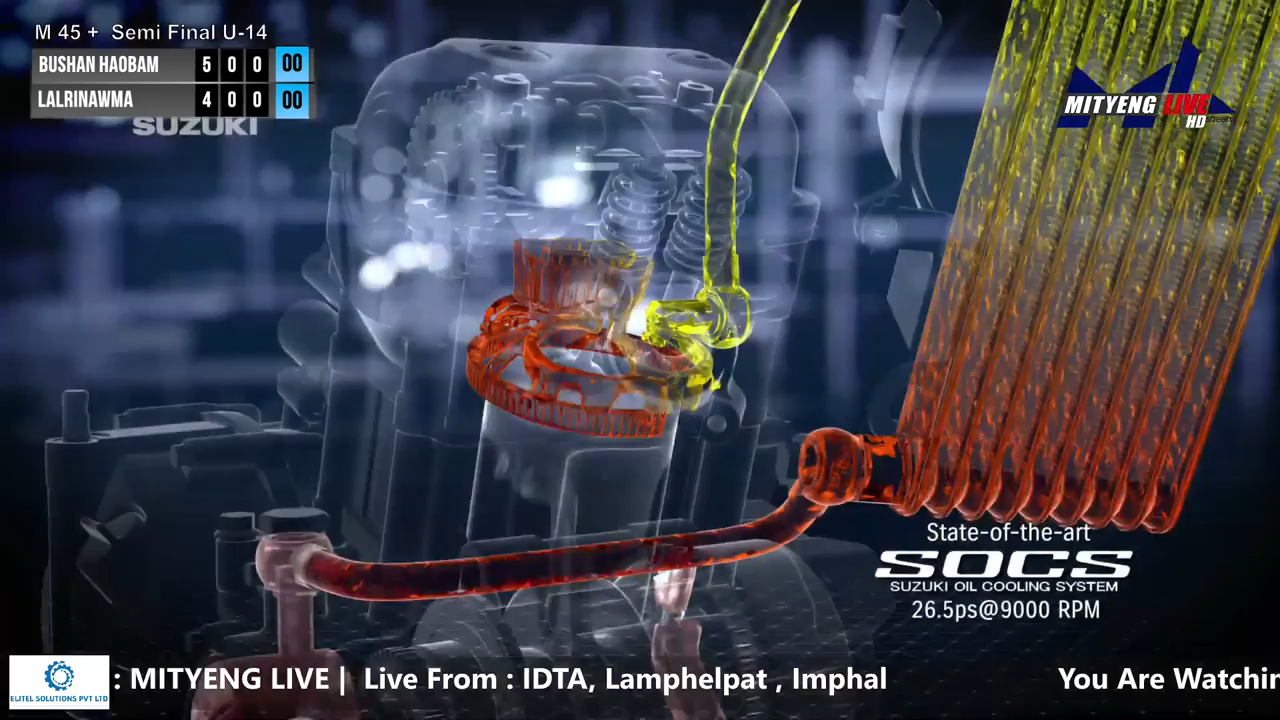 M 45 + Semi Final U-14
BUSHAN HAOBAM 5 0 0 00
LALRINAWMA 4 0 0 00
SUZUKI
MITYENG LIVE
HD stream
State-of-the-art
SOCS
SUZUKI OIL COOLING SYSTEM
26.5ps@9000 RPM
ELITEL SOLUTIONS PVT LTD
: MITYENG LIVE | Live From : IDTA, Lamphelpat , Imphal You Are Watchin